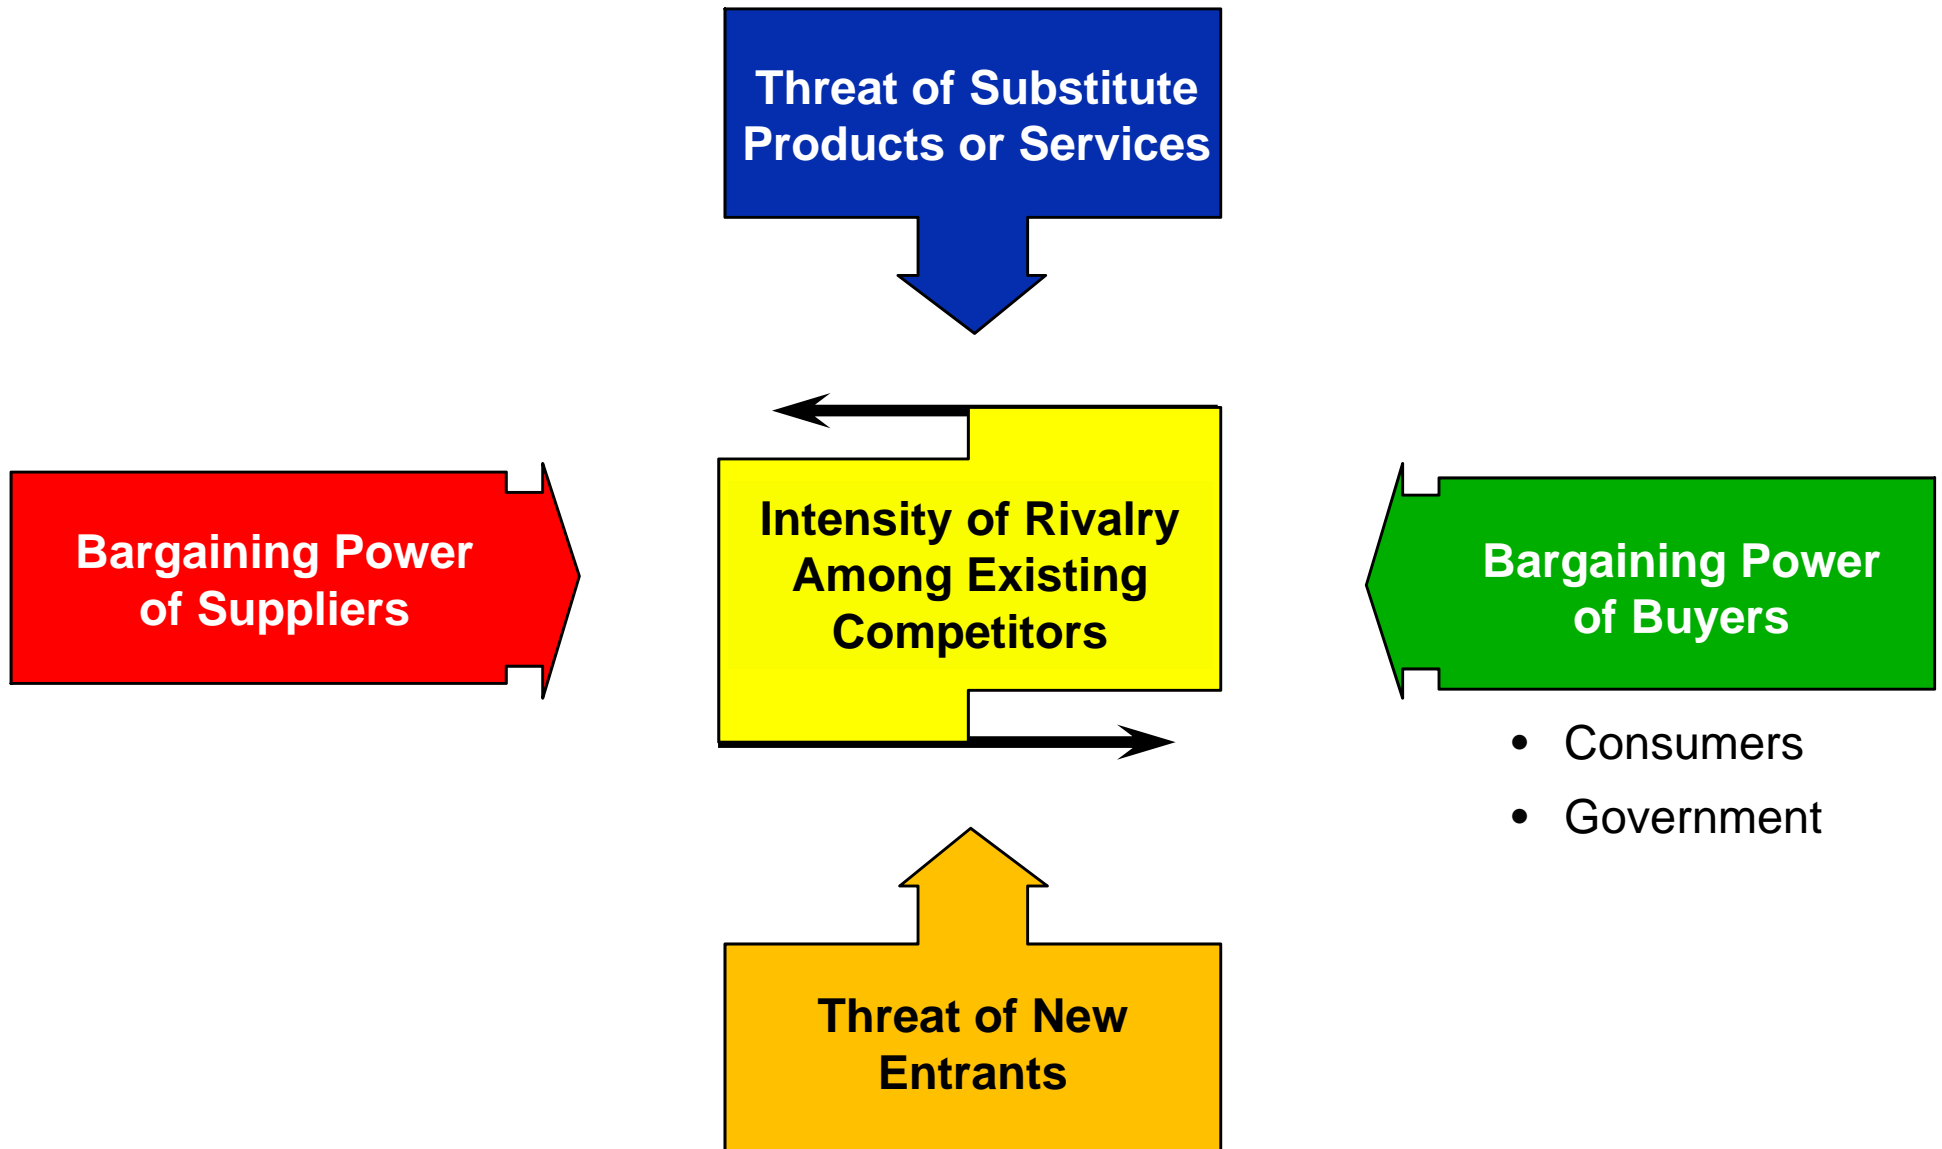 Threat of Substitute
Products or Services
Bargaining Power
of Suppliers
Intensity of Rivalry
Among Existing
Competitors
Bargaining Power
of Buyers
• Consumers
• Government
Threat of New
Entrants